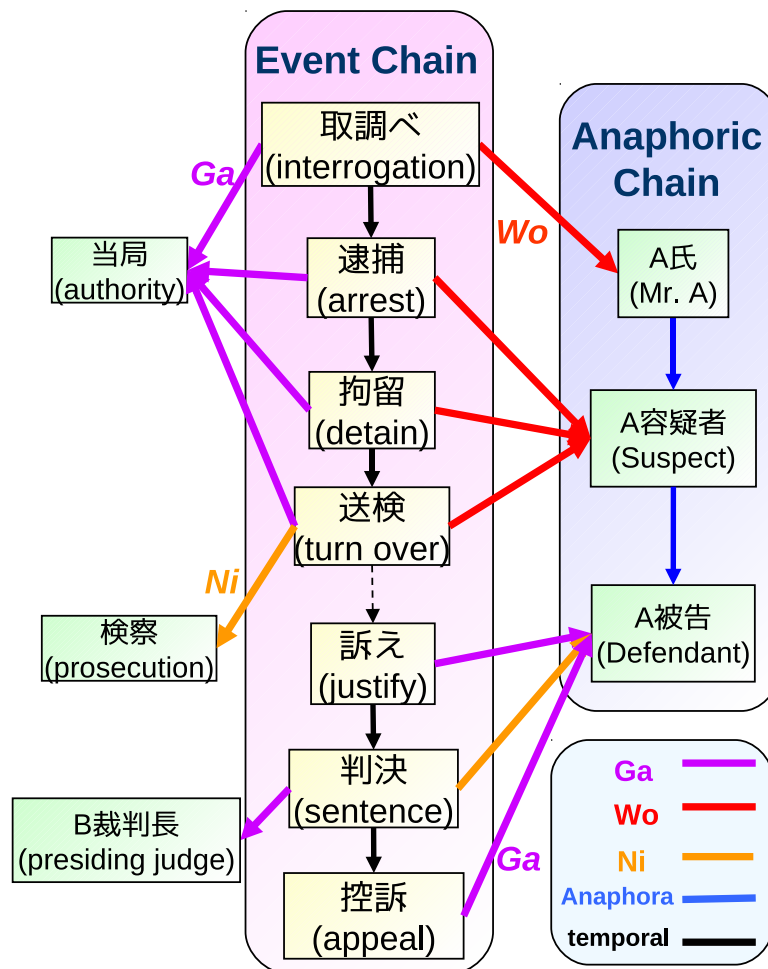 Event Chain
取調べ
(interrogation)
Ga
Wo
当局
(authority)
逮捕
(arrest)
拘留
(detain)
送検
(turn over)
Ni
検察
(prosecution)
訴え
(justify)
判決
(sentence)
B裁判長
(presiding judge)
控訴
(appeal)
Ga
Anaphoric
Chain
A氏
(Mr. A)
A容疑者
(Suspect)
A被告
(Defendant)
Ga
Wo
Ni
Anaphora
temporal